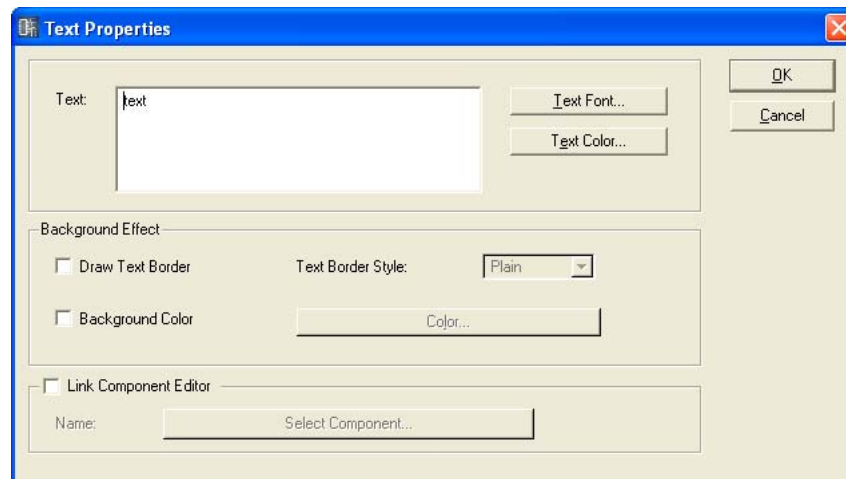 Text Properties
OK
Text:
text
Text Font...
Cancel
Text Color...
Background Effect
Draw Text Border
Text Border Style:
Plain
Background Color
Color...
Link Component Editor
Name:
Select Component...